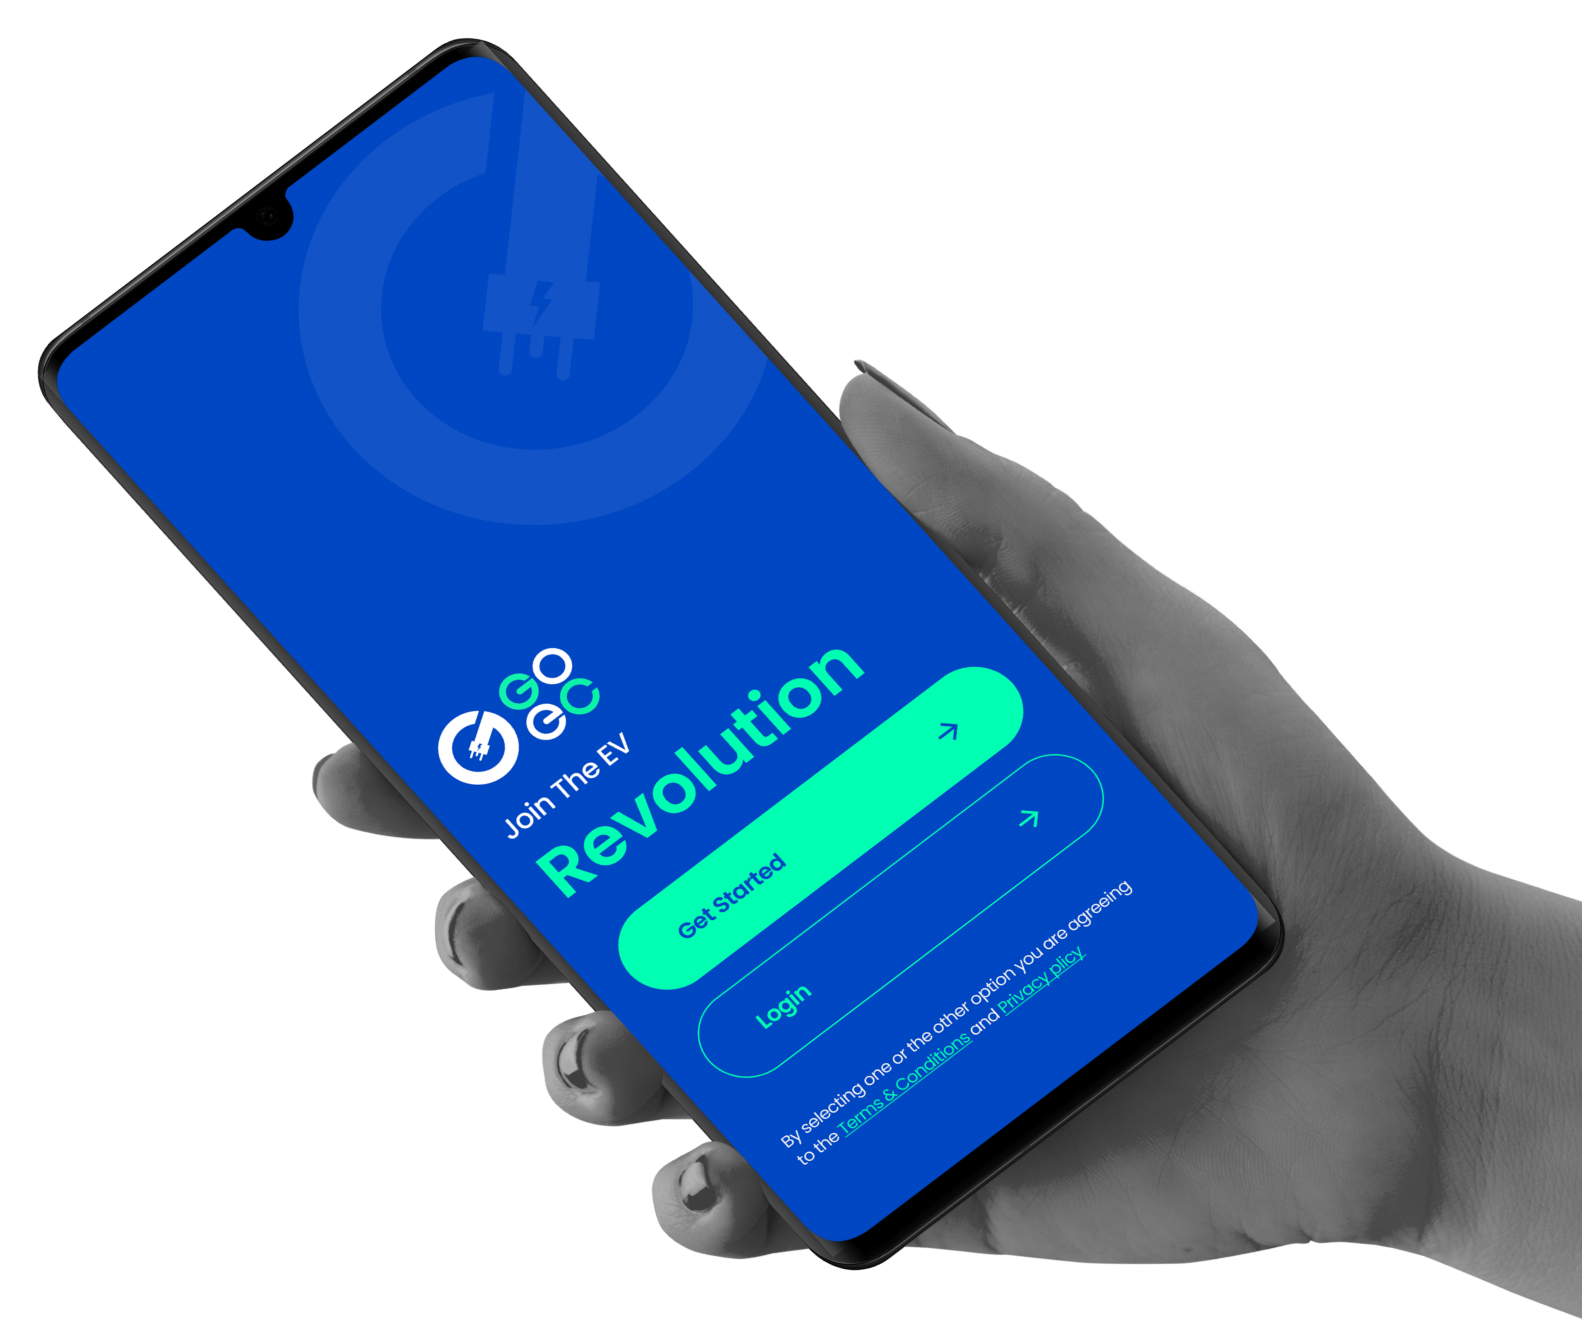 GO
EC
Join The EV
Revolution
Get Started
Login
By selecting one or the other option you are agreeing
to the Terms & Conditions and Privacy plicy